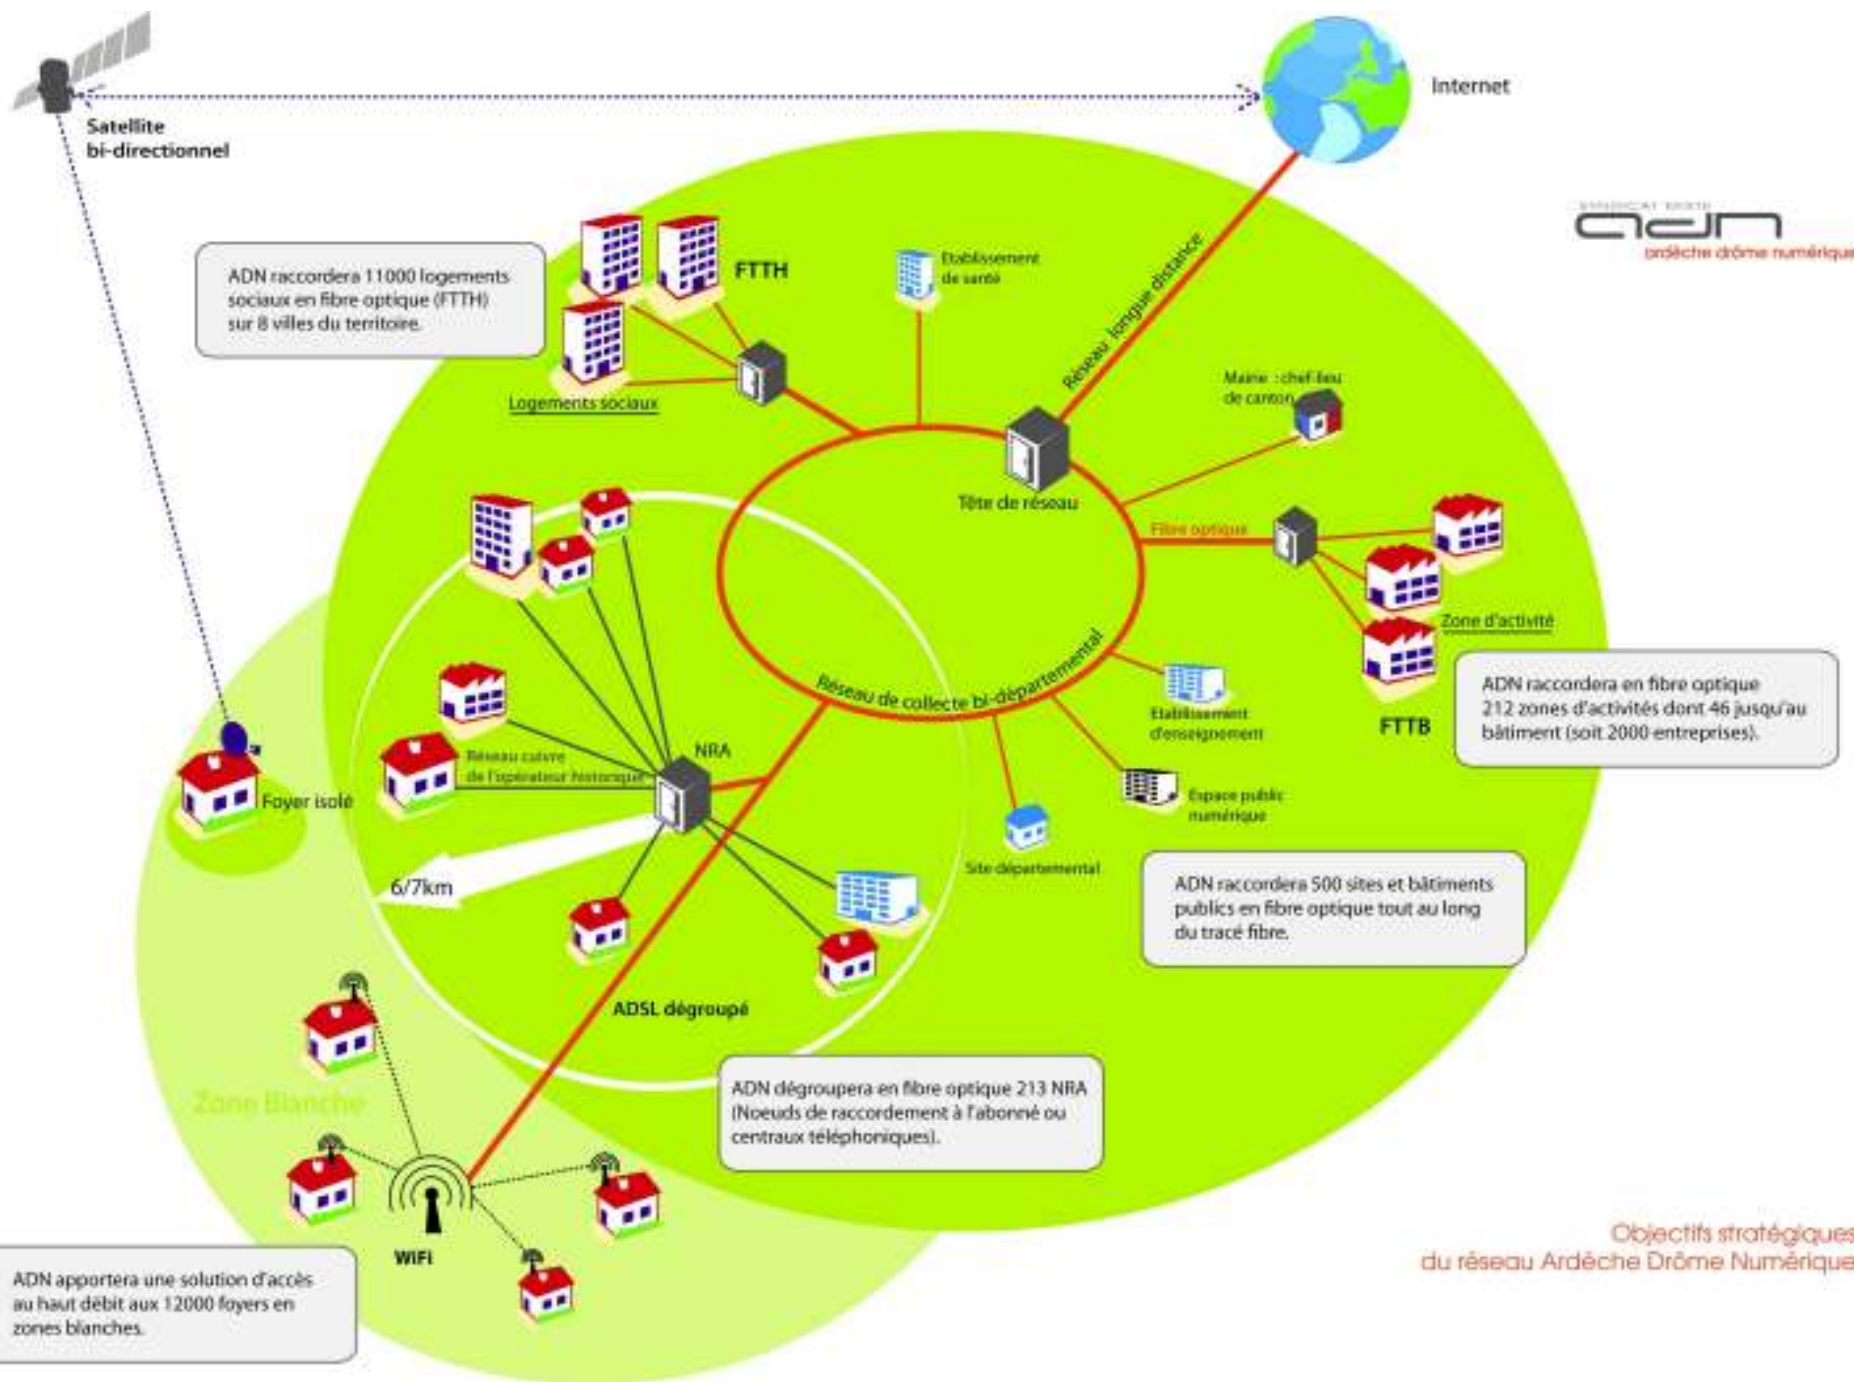 Internet
Satellite
bi-directionnel
SYNDICAT MIXTE
adn
ardèche drôme numérique
ADN raccordera 11000 logements
sociaux en fibre optique (FTTH)
sur 8 villes du territoire.
FTTH
Etablissement
de santé
Réseau longue distance
Logements sociaux
Mairie : chef-lieu
de canton
Tête de réseau
Fibre optique
Zone d'activité
FTTB
ADN raccordera en fibre optique
212 zones d'activités dont 46 jusqu'au
bâtiment (soit 2000 entreprises).
Réseau de collecte bi-départemental
Etablissement
d'enseignement
Espace public
numérique
Site départemental
NRA
Réseau cuivre
de l'opérateur historique
Foyer isolé
6/7km
ADN raccordera 500 sites et bâtiments
publics en fibre optique tout au long
du tracé fibre.
ADSL dégroupé
ADN dégroupera en fibre optique 213 NRA
(Noeuds de raccordement à l'abonné ou
centraux téléphoniques).
Zone Blanche
WiFi
ADN apportera une solution d'accès
au haut débit aux 12000 foyers en
zones blanches.
Objectifs stratégiques
du réseau Ardèche Drôme Numérique